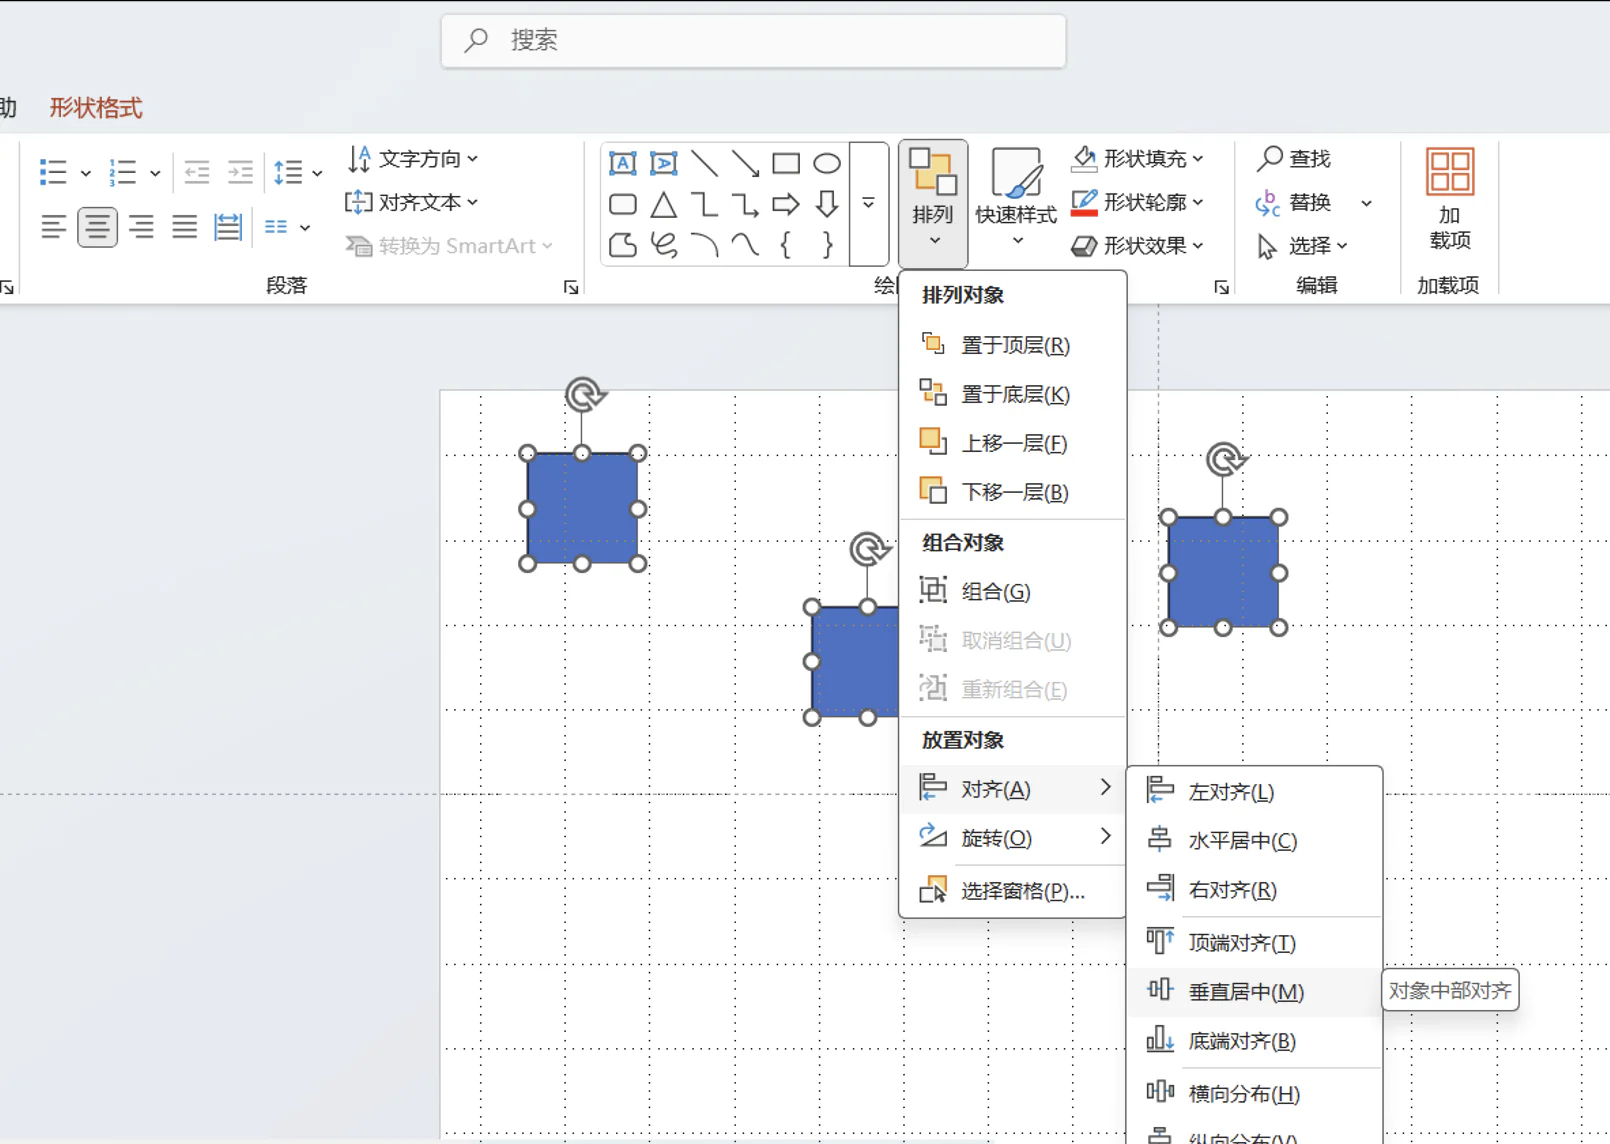 搜索
助 形状格式
文字方向
对齐文本
转换为 SmartArt
段落
排列
快速样式
形状填充
形状轮廓
形状效果
绘
查找
替换
选择
编辑
加
载项
加载项
排列对象
置于顶层(R)
置于底层(K)
上移一层(F)
下移一层(B)
组合对象
组合(G)
取消组合(U)
重新组合(E)
放置对象
对齐(A)
旋转(O)
选择窗格(P)...
左对齐(L)
水平居中(C)
右对齐(R)
顶端对齐(T)
垂直居中(M)
对象中部对齐
底端对齐(B)
横向分布(H)
纵向分布(V)